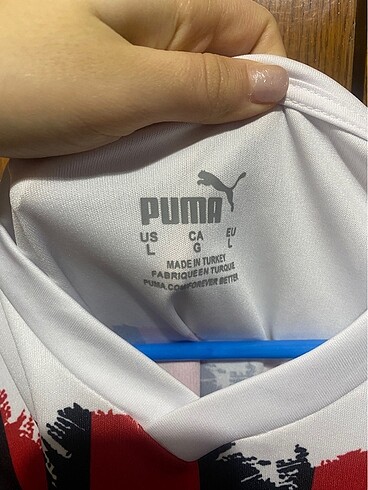 PUMA
US CA EU
L G L
MADE IN TURKEY
FABRIQUE EN TURQUIE
PUMA.COM/FOREVER BETTER